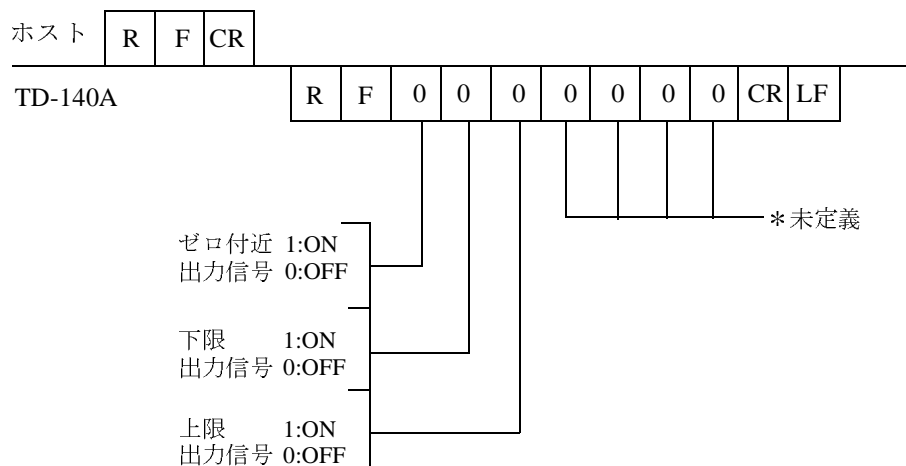 ホスト R F CR
TD-140A R F 0 0 0 0 0 0 0 CR LF
＊未定義
ゼロ付近 1:ON
出力信号 0:OFF
下限 1:ON
出力信号 0:OFF
上限 1:ON
出力信号 0:OFF